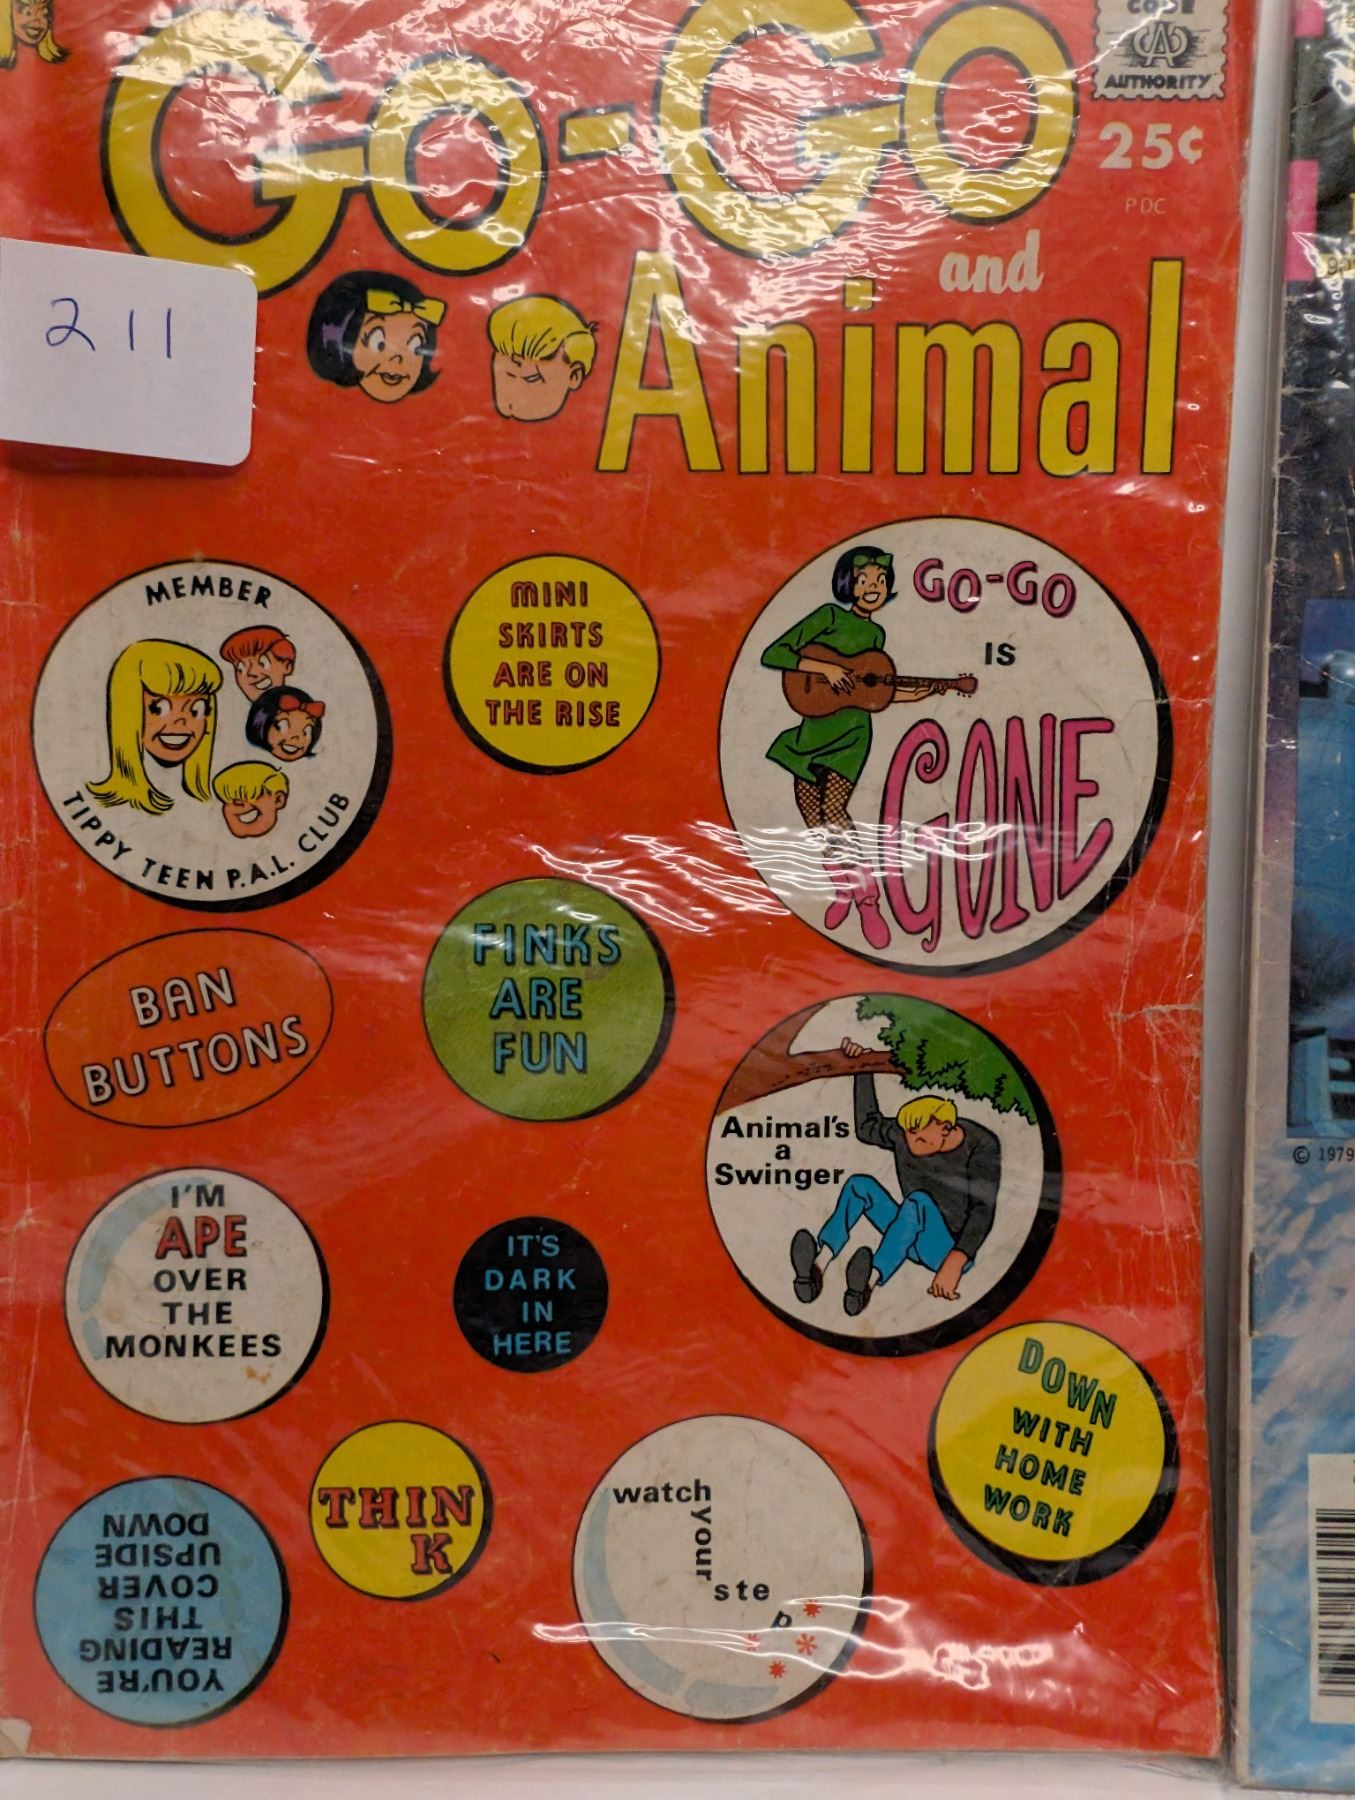 CODE
CA
AUTHORITY
GO-GO
25¢
PDC
and
Animal
211
MEMBER
TIPPY TEEN P.A.L. CLUB
MINI
SKIRTS
ARE ON
THE RISE
GO-GO
IS
GONE
BAN
BUTTONS
FINKS
ARE
FUN
Animal's
a
Swinger
I'M
APE
OVER
THE
MONKEES
IT'S
DARK
IN
HERE
DOWN
WITH
HOME
WORK
YOU'RE
READING
THIS
COVER
UPSIDE
DOWN
THIN
K
watch
your
step
© 1979